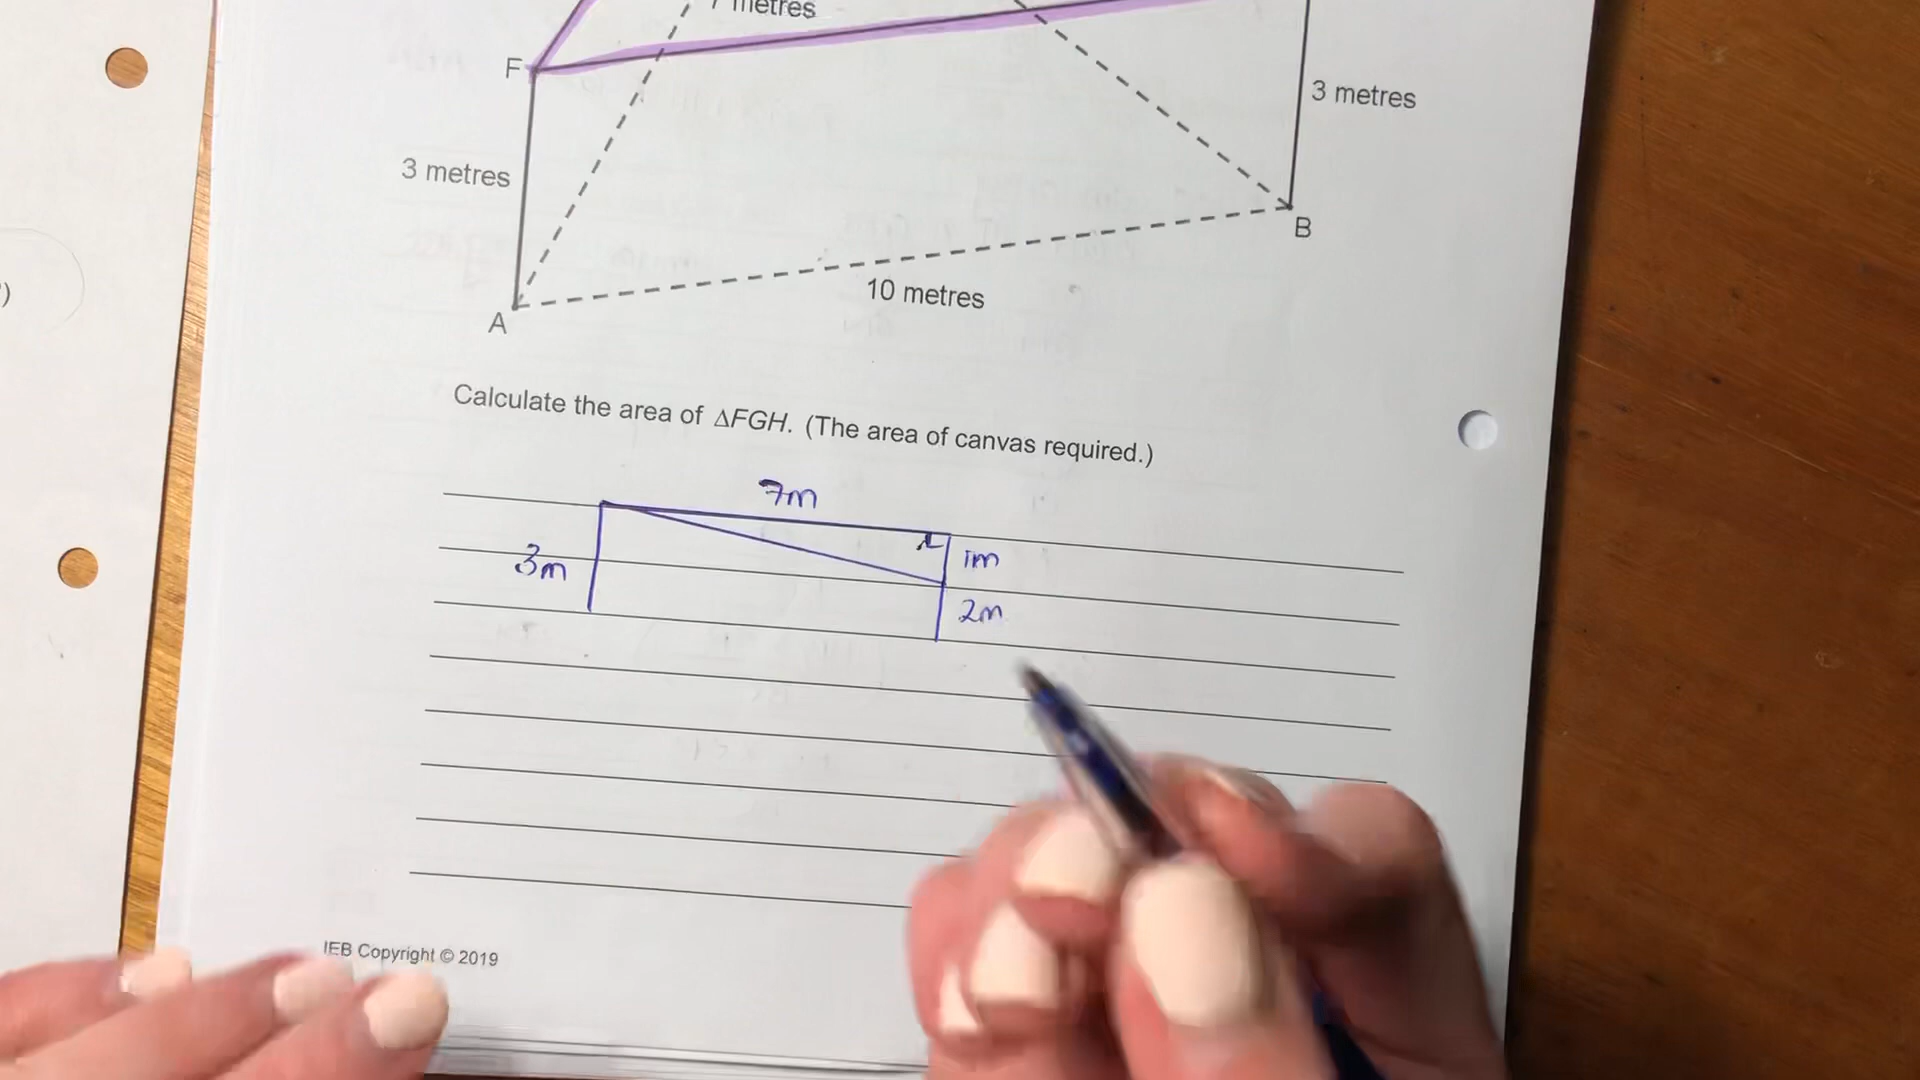 metres
F
3 metres
3 metres
B
10 metres
A
Calculate the area of ΔFGH. (The area of canvas required.)
7m
3m
1m
2m
IEB Copyright © 2019
)